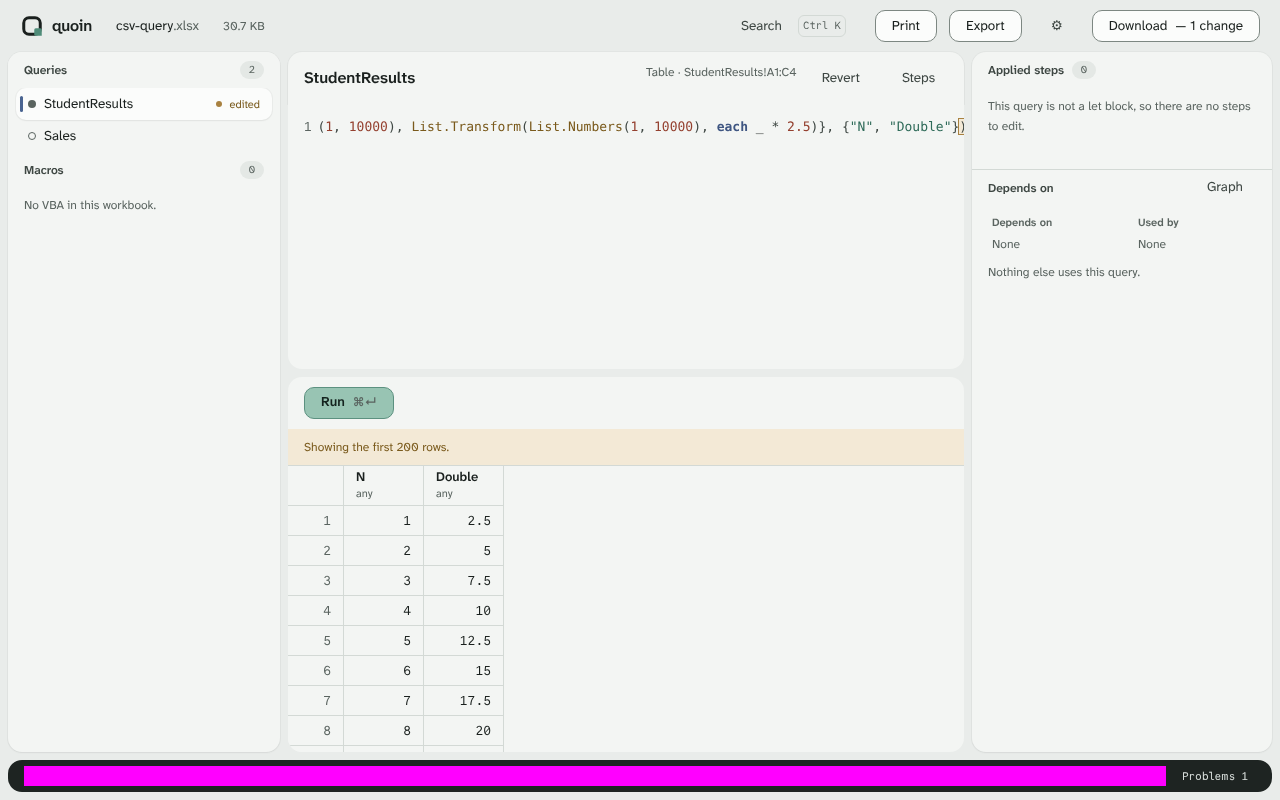 quoin csv-query.xlsx 30.7 KB Search Ctrl K Print Export ⚙ Download — 1 change
Queries 2
StudentResults edited
Sales
Macros 0
No VBA in this workbook.
StudentResults Table · StudentResults!A1:C4 Revert Steps
1 (1, 10000), List.Transform(List.Numbers(1, 10000), each _ * 2.5)}, {"N", "Double"})
Run ⌘↵
Showing the first 200 rows.
N Double
any any
1 1 2.5
2 2 5
3 3 7.5
4 4 10
5 5 12.5
6 6 15
7 7 17.5
8 8 20
Applied steps 0
This query is not a let block, so there are no steps
to edit.
Depends on Graph
Depends on Used by
None None
Nothing else uses this query.
Problems 1